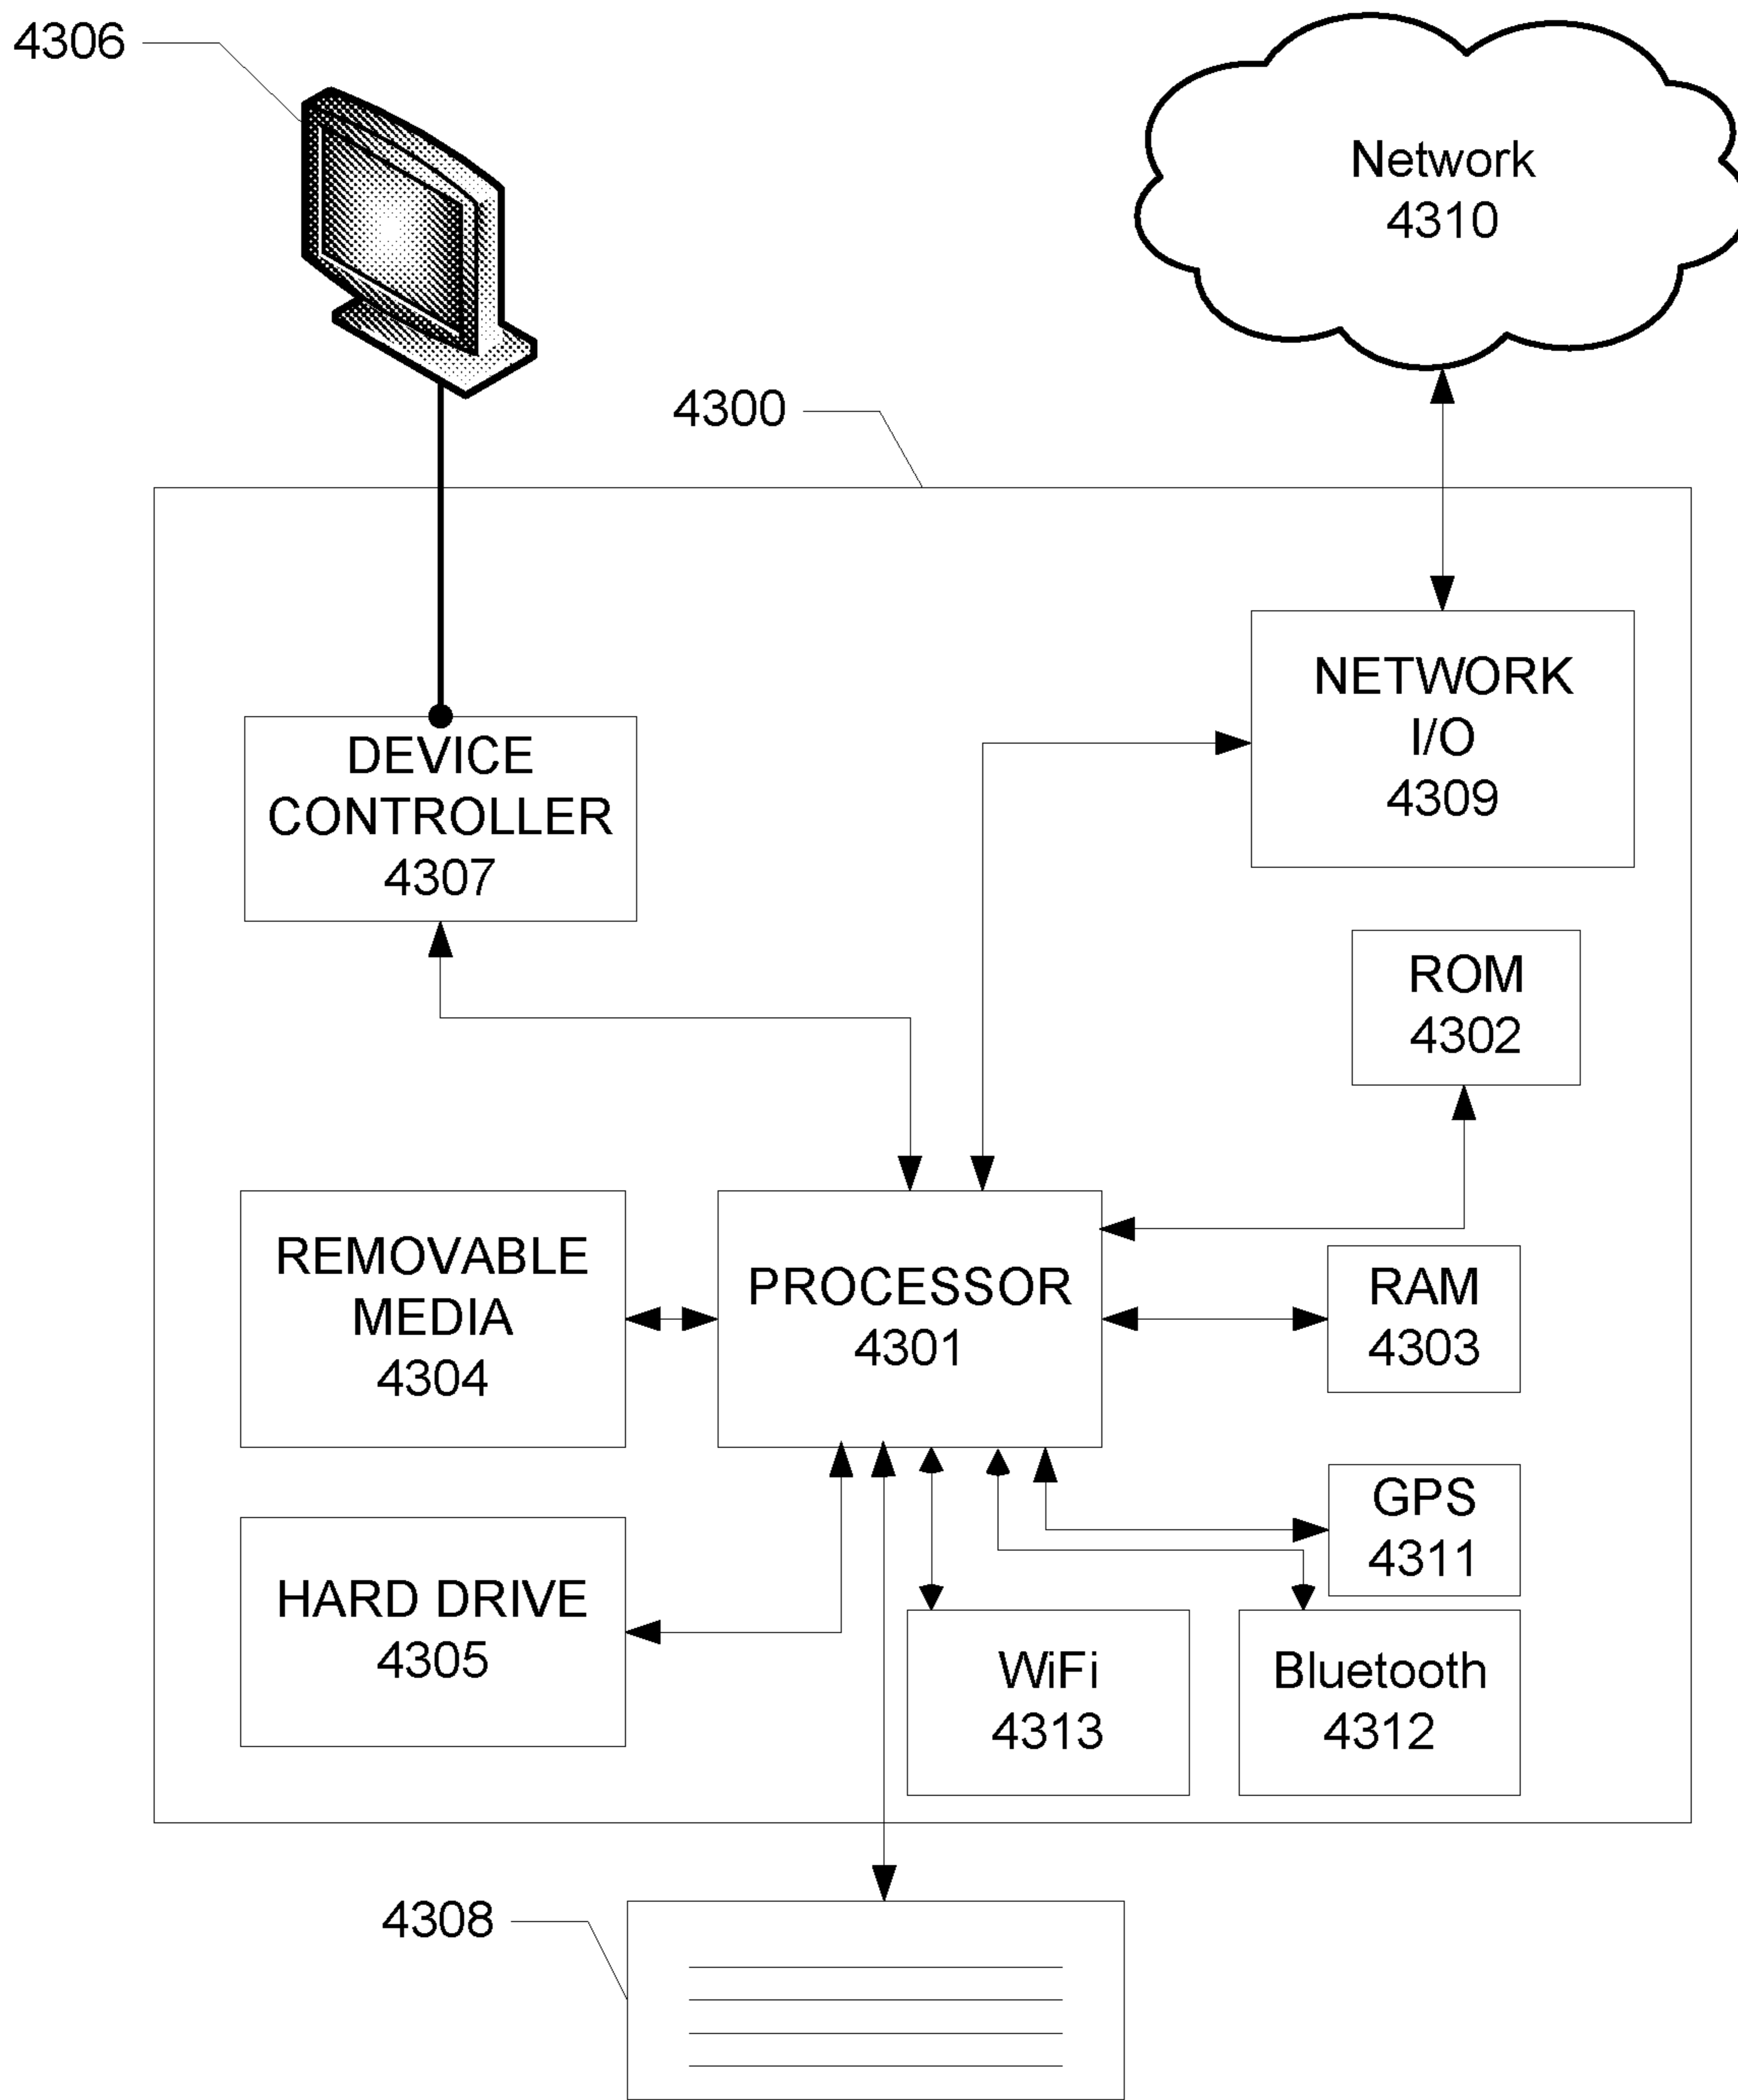 4306
Network
4310
4300
NETWORK
I/O
4309
DEVICE
CONTROLLER
4307
ROM
4302
REMOVABLE
MEDIA
4304
PROCESSOR
4301
RAM
4303
GPS
4311
HARD DRIVE
4305
WiFi
4313
Bluetooth
4312
4308